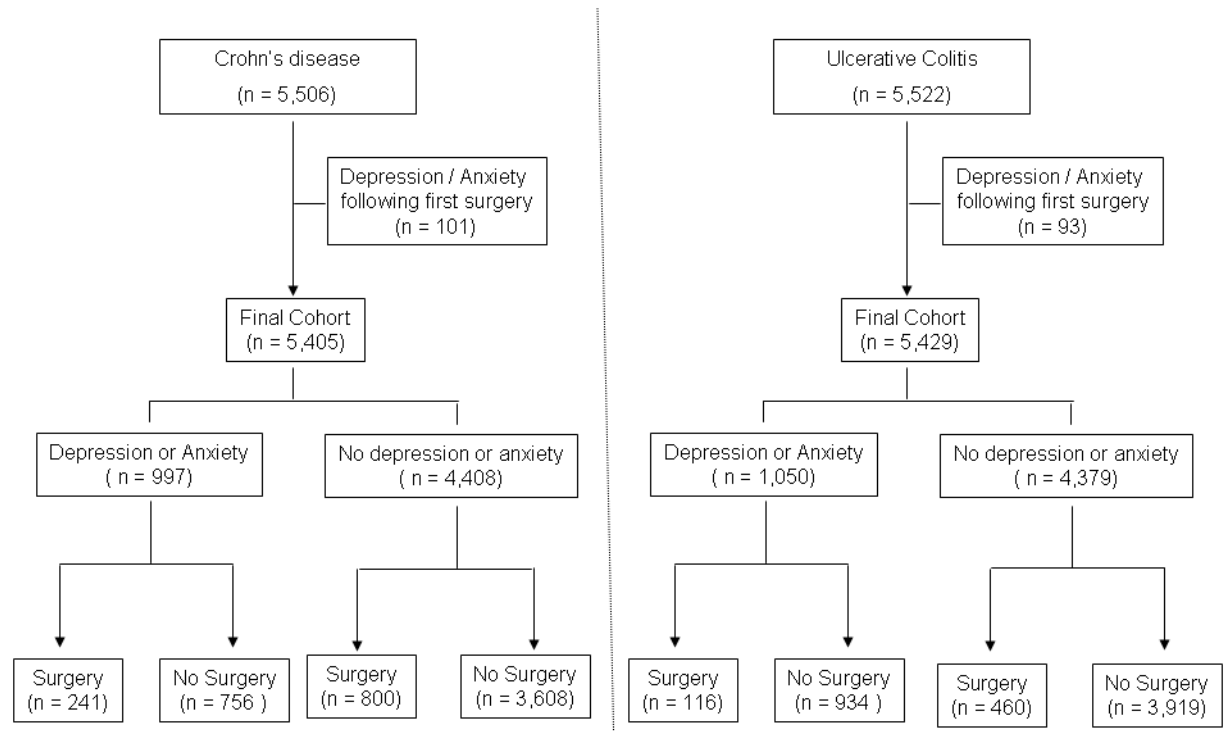 Crohn's disease
(n = 5,506)
Depression / Anxiety
following first surgery
(n = 101)
Final Cohort
(n = 5,405)
Depression or Anxiety
( n = 997)
No depression or anxiety
( n = 4,408)
Surgery
(n = 241)
No Surgery
(n = 756 )
Surgery
(n = 800)
No Surgery
(n = 3,608)
Ulcerative Colitis
(n = 5,522)
Depression / Anxiety
following first surgery
(n = 93)
Final Cohort
(n = 5,429)
Depression or Anxiety
( n = 1,050)
No depression or anxiety
( n = 4,379)
Surgery
(n = 116)
No Surgery
(n = 934 )
Surgery
(n = 460)
No Surgery
(n = 3,919)